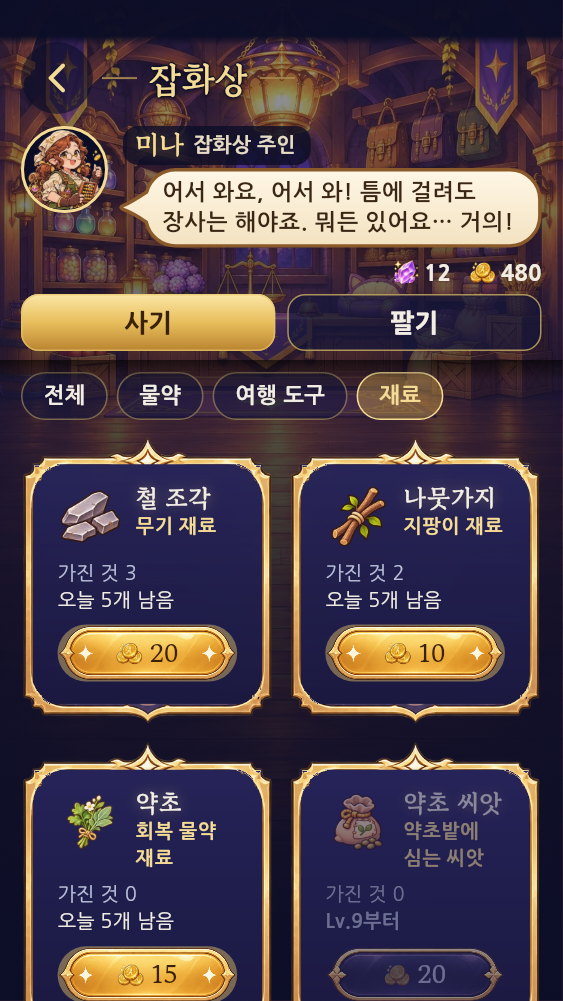 잡화상
미나 잡화상 주인
어서 와요, 어서 와! 틈에 걸려도
장사는 해야죠. 뭐든 있어요… 거의!
12 480
사기 팔기
전체 물약 여행 도구 재료
철 조각
무기 재료
가진 것 3
오늘 5개 남음
20
나뭇가지
지팡이 재료
가진 것 2
오늘 5개 남음
10
약초
회복 물약
재료
가진 것 0
오늘 5개 남음
15
약초 씨앗
약초밭에
심는 씨앗
가진 것 0
Lv.9부터
20